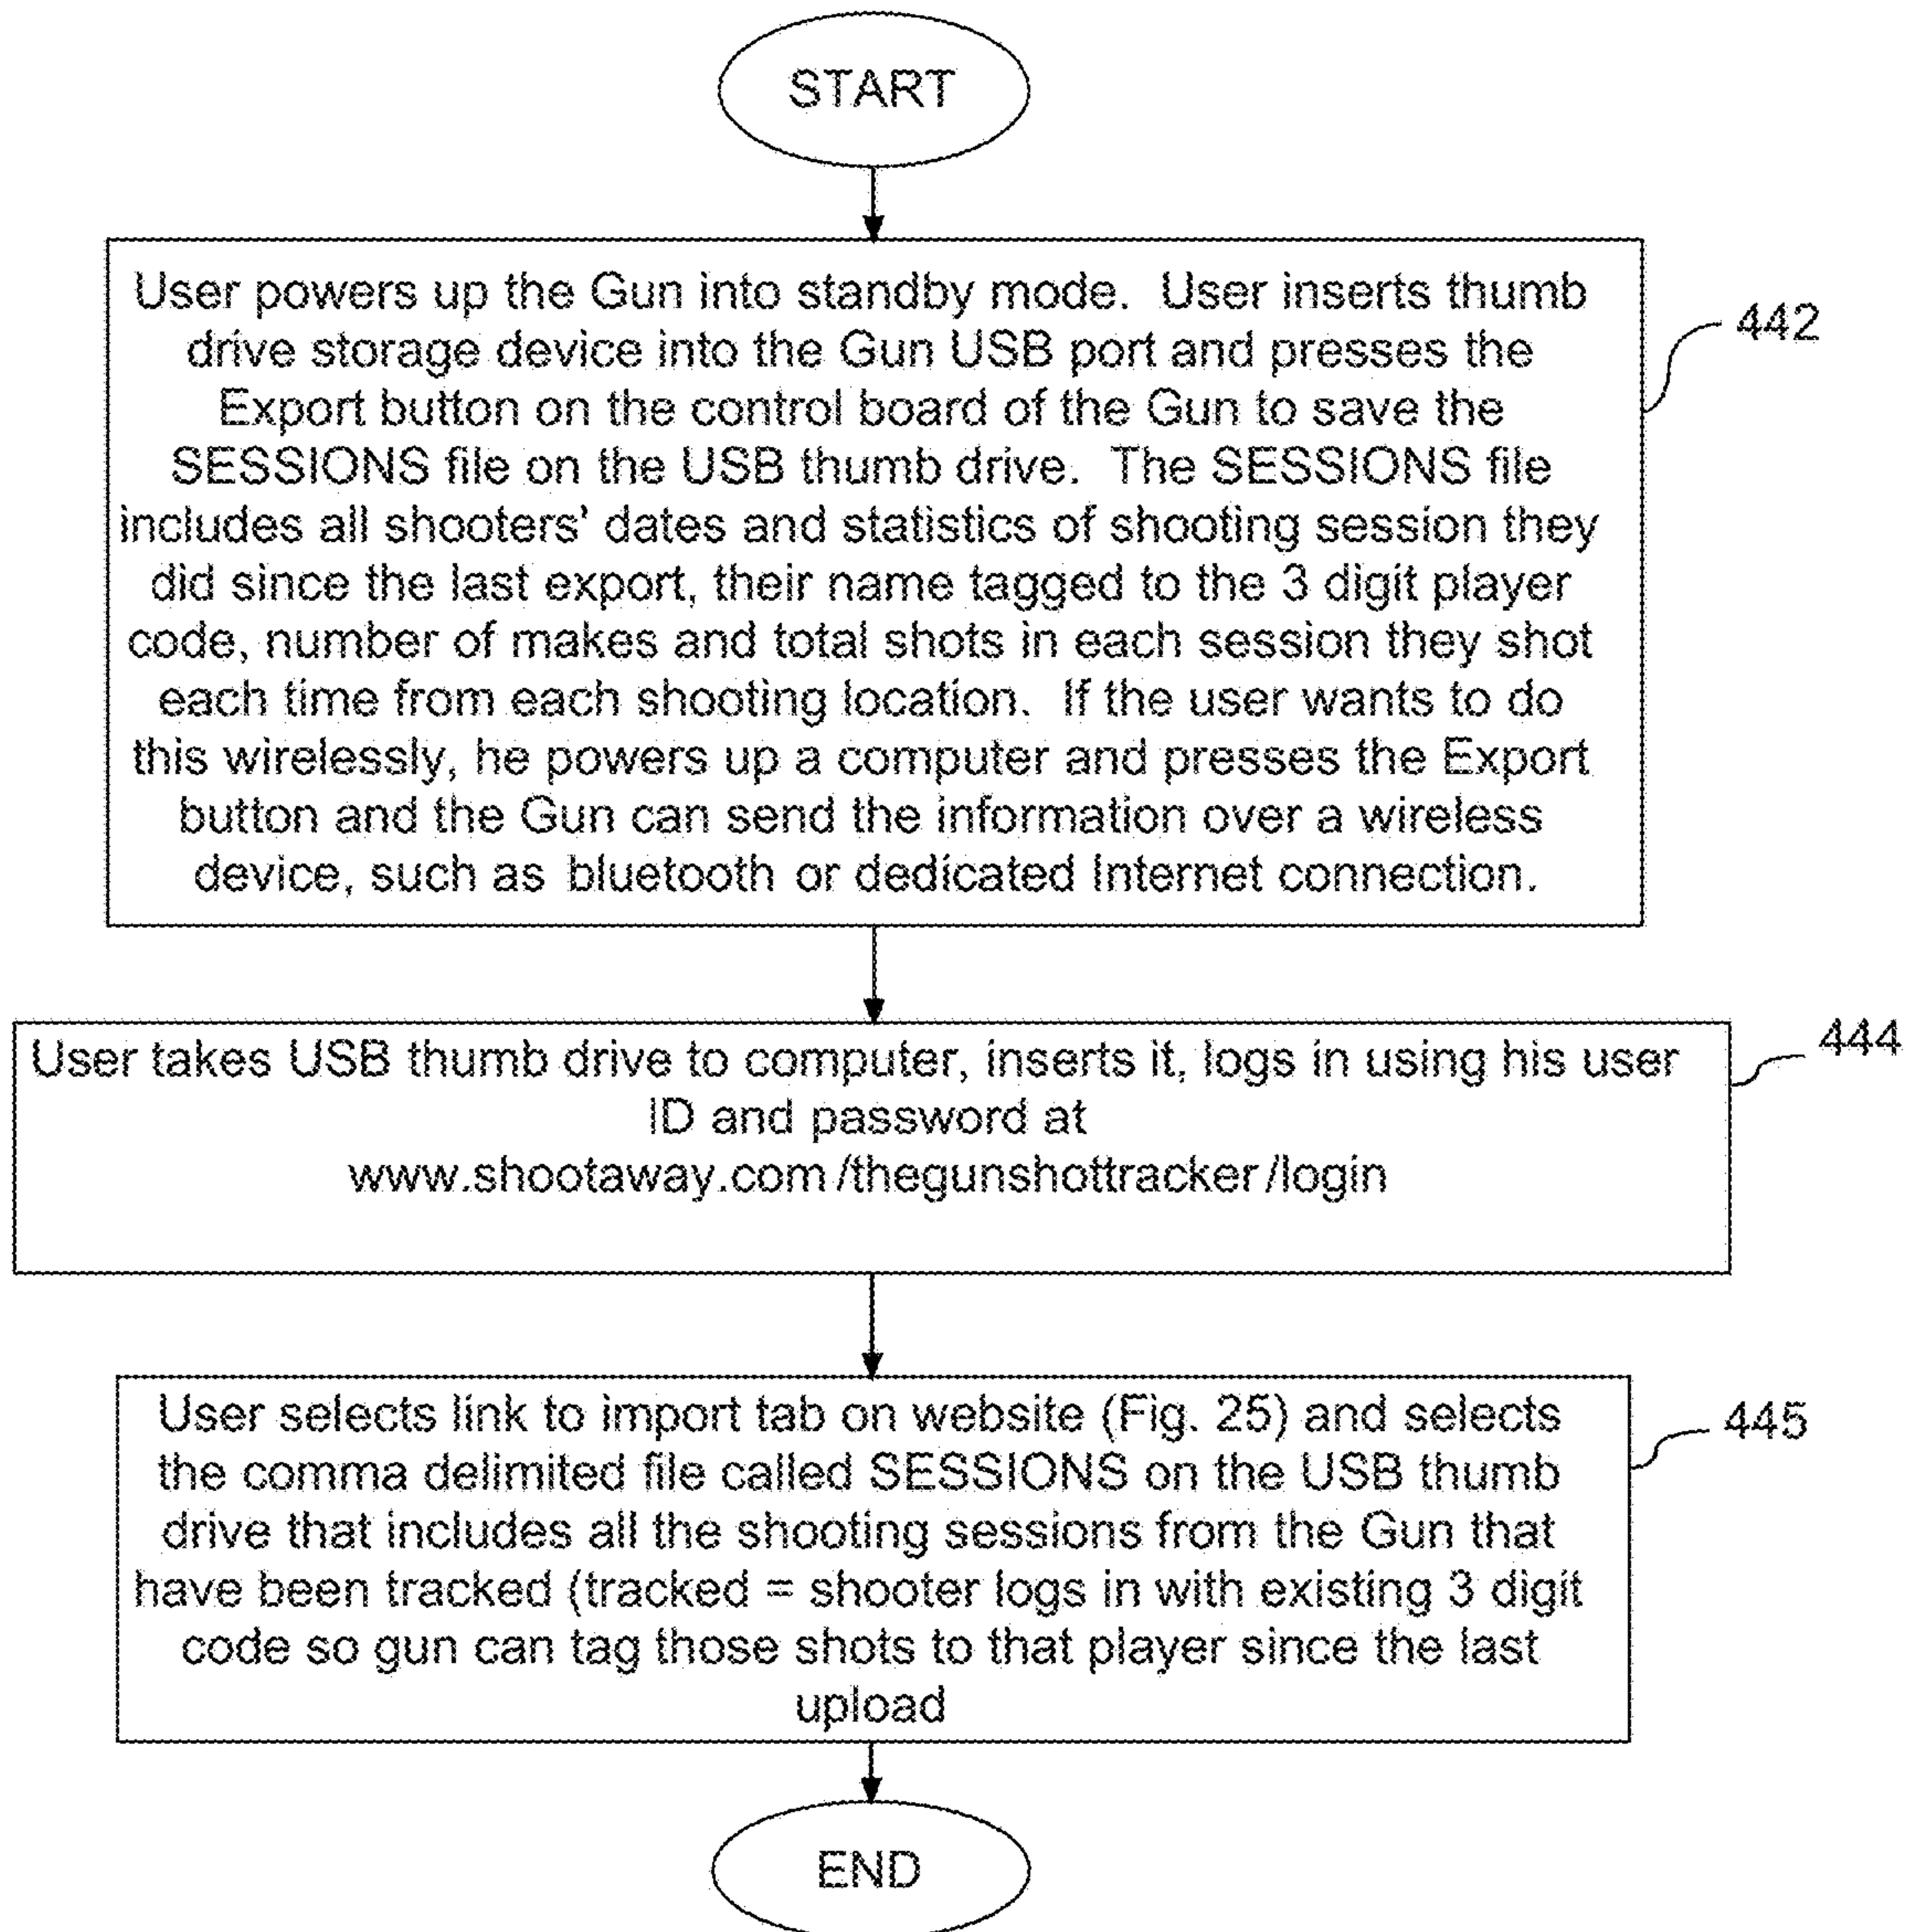 START
User powers up the Gun into standby mode.  User inserts thumb
drive storage device into the Gun USB port and presses the
Export button on the control board of the Gun to save the
SESSIONS file on the USB thumb drive.  The SESSIONS file
includes all shooters' dates and statistics of shooting session they
did since the last export, their name tagged to the 3 digit player
code, number of makes and total shots in each session they shot
each time from each shooting location.  If the user wants to do
this wirelessly, he powers up a computer and presses the Export
button and the Gun can send the information over a wireless
device, such as bluetooth or dedicated Internet connection.
442
User takes USB thumb drive to computer, inserts it, logs in using his user
ID and password at
www.shootaway.com/thegunshottracker/login
444
User selects link to import tab on website (Fig. 25) and selects
the comma delimited file called SESSIONS on the USB thumb
drive that includes all the shooting sessions from the Gun that
have been tracked (tracked = shooter logs in with existing 3 digit
code so gun can tag those shots to that player since the last
upload
445
END